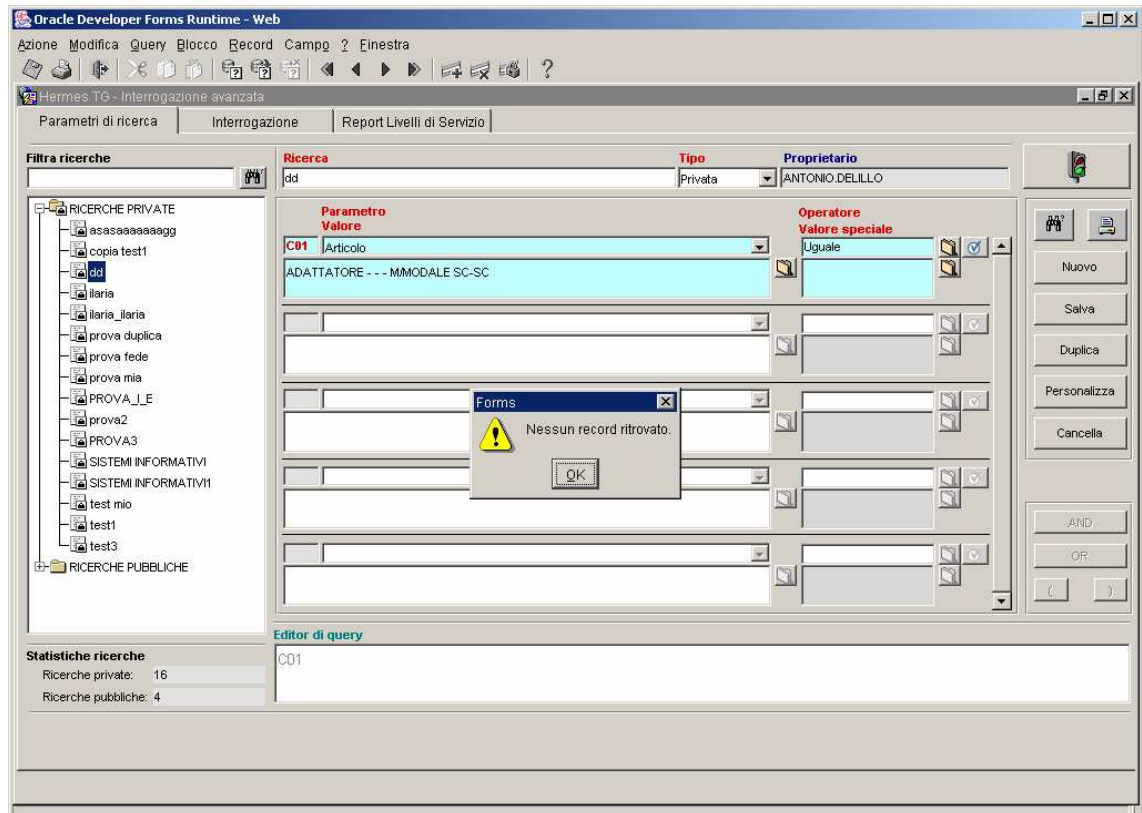 Oracle Developer Forms Runtime - Web
Azione Modifica Query Blocco Record Campo ? Finestra
Hermes TG - Interrogazione avanzata
Parametri di ricerca Interrogazione Report Livelli di Servizio
Filtra ricerche
Ricerca Tipo Proprietario
dd Privata ANTONIO.DELILLO
RICERCHE PRIVATE
asasaaaaaagg
copia test1
dd
ilaria
ilaria_ilaria
prova duplica
prova fede
prova mia
PROVA_I_E
prova2
PROVA3
SISTEMI INFORMATIVI
SISTEMI INFORMATIVI1
test mio
test1
test3
RICERCHE PUBBLICHE
Parametro Operatore
Valore Valore speciale
C01 Articolo Uguale
ADATTATORE - - - M/MODALE SC-SC
Forms
Nessun record ritrovato.
OK
Nuovo
Salva
Duplica
Personalizza
Cancella
AND
OR
( )
Statistiche ricerche
Ricerche private: 16
Ricerche pubbliche: 4
Editor di query
C01